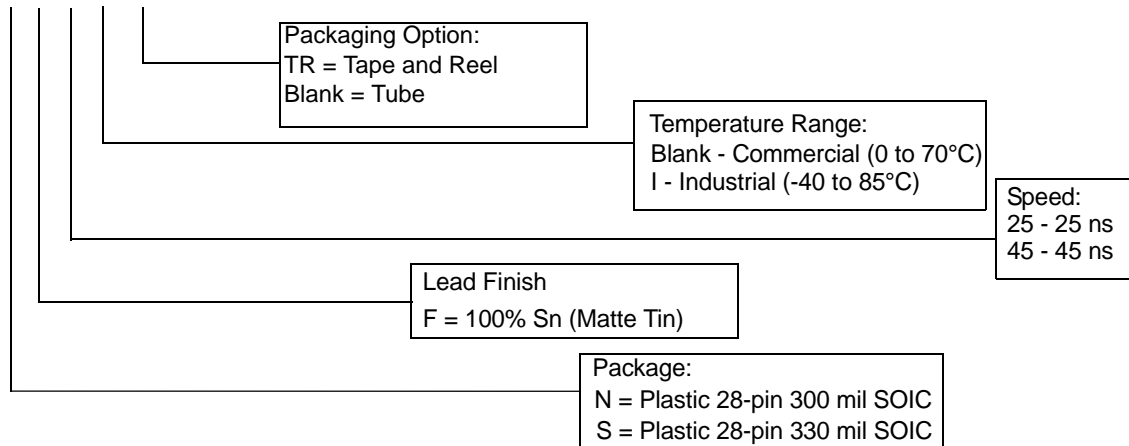 Packaging Option:
TR = Tape and Reel
Blank = Tube
Temperature Range:
Blank - Commercial (0 to 70°C)
I - Industrial (-40 to 85°C)
Speed:
25 - 25 ns
45 - 45 ns
Lead Finish
F = 100% Sn (Matte Tin)
Package:
N = Plastic 28-pin 300 mil SOIC
S = Plastic 28-pin 330 mil SOIC